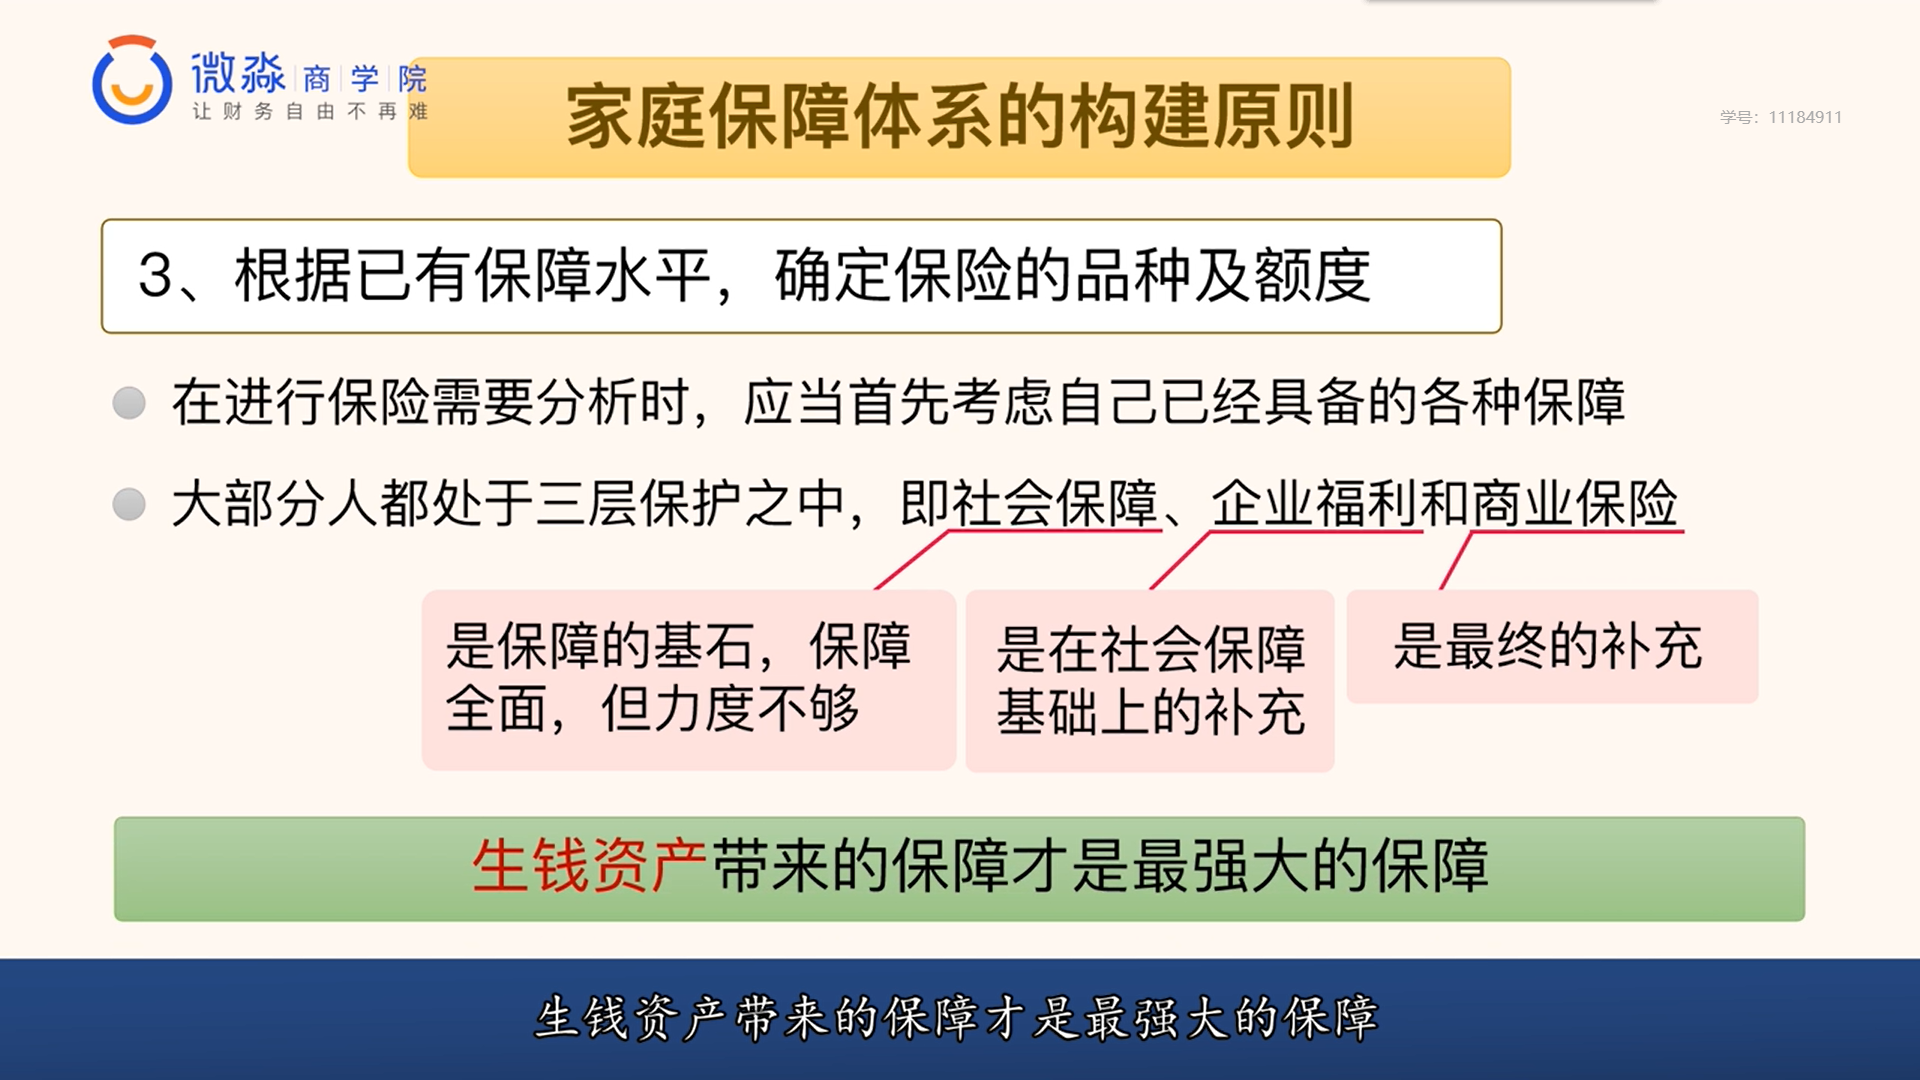 微淼 商 学 院
让财务自由不再难
家庭保障体系的构建原则
学号：11184911
3、根据已有保障水平，确定保险的品种及额度
在进行保险需要分析时，应当首先考虑自己已经具备的各种保障
大部分人都处于三层保护之中，即社会保障、企业福利和商业保险
是保障的基石，保障
全面，但力度不够
是在社会保障
基础上的补充
是最终的补充
生钱资产带来的保障才是最强大的保障
生钱资产带来的保障才是最强大的保障